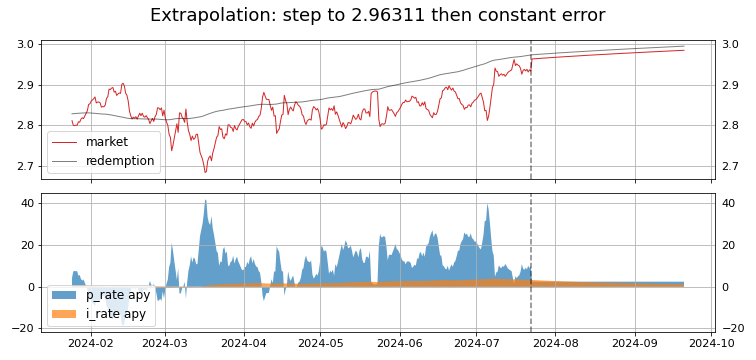 Extrapolation: step to 2.96311 then constant error
3.0
3.0
2.9
2.9
2.8
2.8
2.7
2.7
market
redemption
40
40
20
20
0
0
−20
−20
p_rate apy
i_rate apy
2024-02 2024-03 2024-04 2024-05 2024-06 2024-07 2024-08 2024-09 2024-10